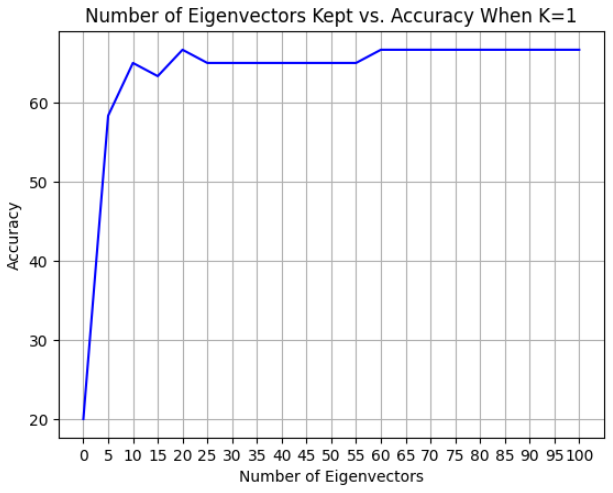 Number of Eigenvectors Kept vs. Accuracy When K=1
Accuracy
60
50
40
30
20
0 5 10 15 20 25 30 35 40 45 50 55 60 65 70 75 80 85 90 95 100
Number of Eigenvectors